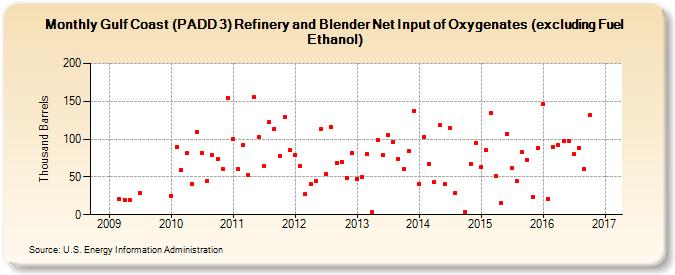 Monthly Gulf Coast (PADD 3) Refinery and Blender Net Input of Oxygenates (excluding Fuel
Ethanol)
Thousand Barrels
200
150
100
50
0
2009 2010 2011 2012 2013 2014 2015 2016 2017
Source: U.S. Energy Information Administration